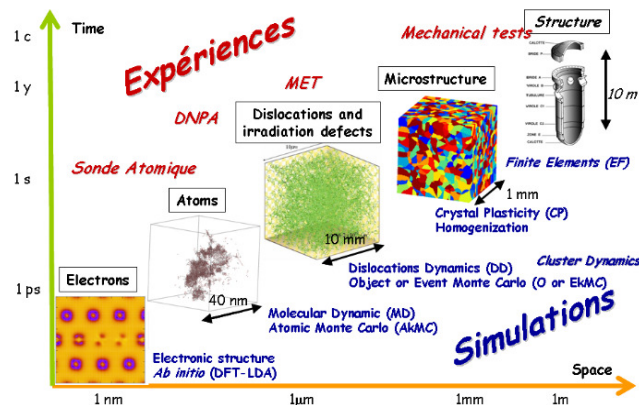 Time
1 c
1 y
1 s
1 ps
Expériences
Mechanical tests
Structure
MET
Microstructure
10 m
DNPA
Dislocations and
irradiation defects
Sonde Atomique
Finite Elements (EF)
1 mm
Atoms
Crystal Plasticity (CP)
Homogenization
10 mm
Electrons
40 nm
Dislocations Dynamics (DD)
Object or Event Monte Carlo (O or EkMC)
Cluster Dynamics
Molecular Dynamic (MD)
Atomic Monte Carlo (AkMC)
Simulations
Electronic structure
Ab initio (DFT-LDA)
Space
1 nm
1µm
1mm
1m